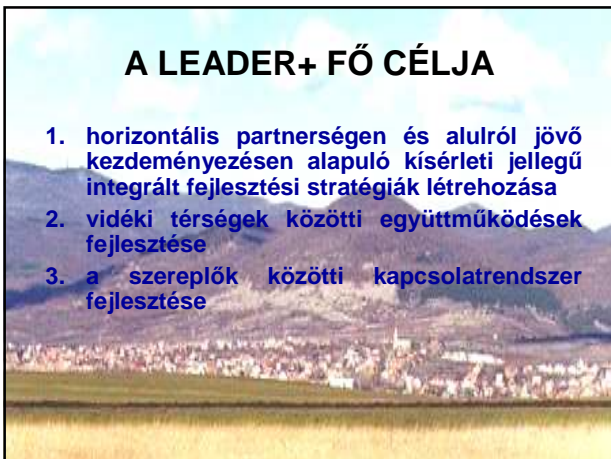 A LEADER+ FŐ CÉLJA
1. horizontális partnerségen és alulról jövő
kezdeményezésen alapuló kísérleti jellegű
integrált fejlesztési stratégiák létrehozása
2. vidéki térségek közötti együttműködések
fejlesztése
3. a szereplők közötti kapcsolatrendszer
fejlesztése